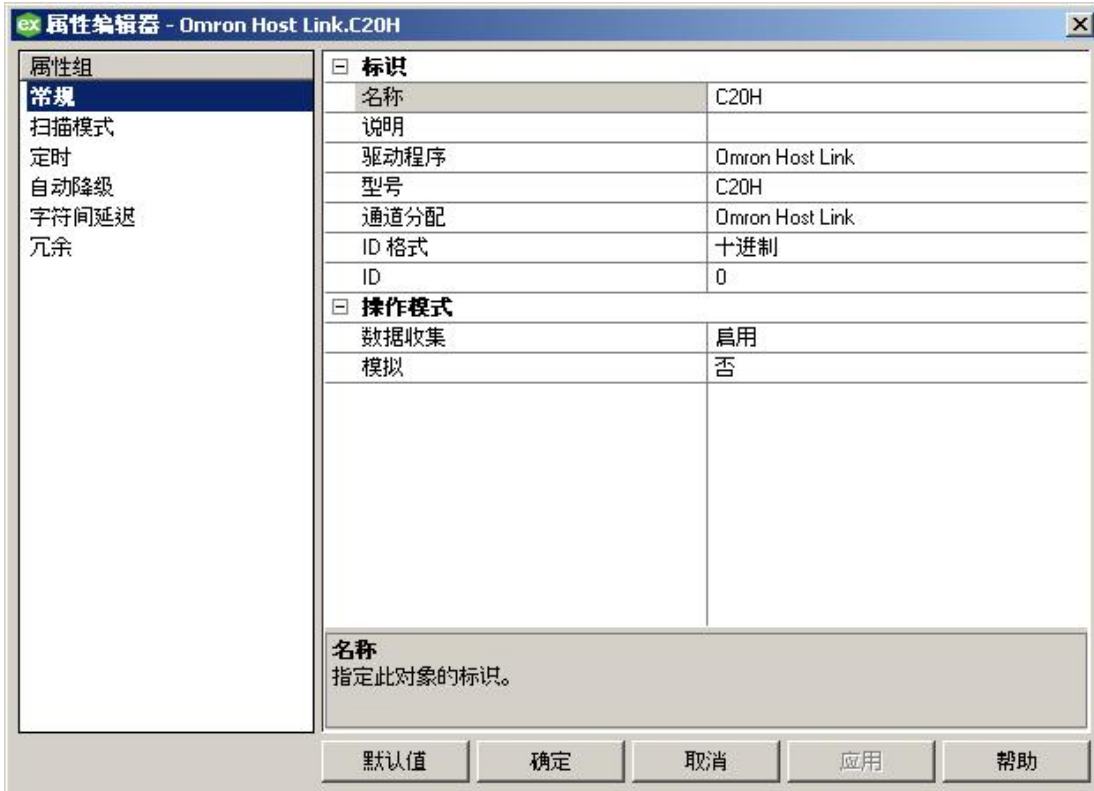 ex 属性编辑器 - Omron Host Link.C20H
属性组
常规
扫描模式
定时
自动降级
字符间延迟
冗余
标识
名称 C20H
说明
驱动程序 Omron Host Link
型号 C20H
通道分配 Omron Host Link
ID 格式 十进制
ID 0
操作模式
数据收集 启用
模拟 否
名称
指定此对象的标识。
默认值 确定 取消 应用 帮助